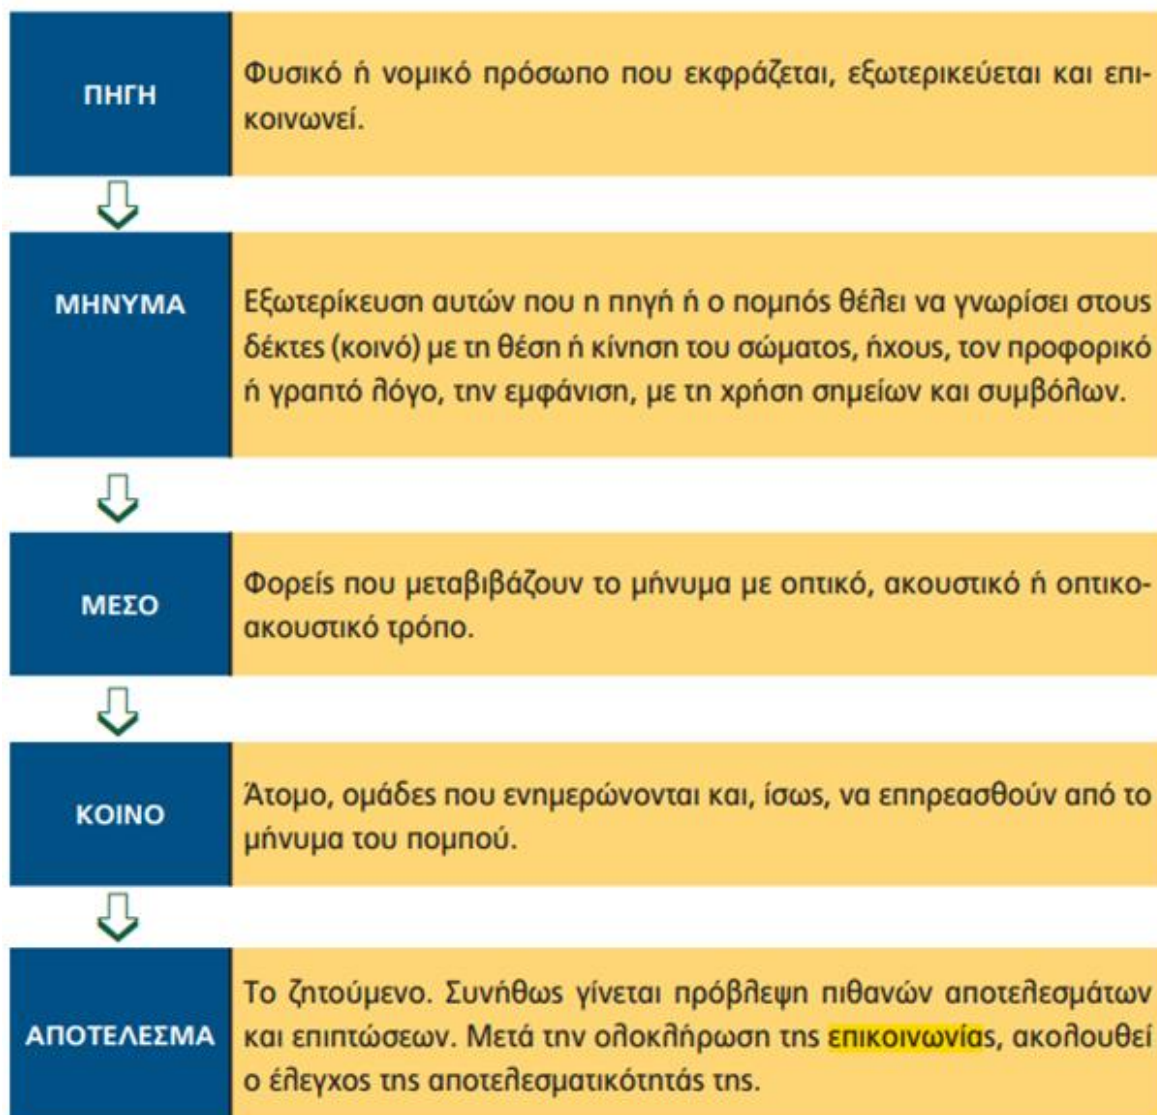 ΠΗΓΗ
Φυσικό ή νομικό πρόσωπο που εκφράζεται, εξωτερικεύεται και επι-
κοινωνεί.
ΜΗΝΥΜΑ
Εξωτερίκευση αυτών που η πηγή ή ο πομπός θέλει να γνωρίσει στους
δέκτες (κοινό) με τη θέση ή κίνηση του σώματος, ήχους, τον προφορικό
ή γραπτό λόγο, την εμφάνιση, με τη χρήση σημείων και συμβόλων.
ΜΕΣΟ
Φορείς που μεταβιβάζουν το μήνυμα με οπτικό, ακουστικό ή οπτικο-
ακουστικό τρόπο.
ΚΟΙΝΟ
Άτομο, ομάδες που ενημερώνονται και, ίσως, να επηρεασθούν από το
μήνυμα του πομπού.
ΑΠΟΤΕΛΕΣΜΑ
Το ζητούμενο. Συνήθως γίνεται πρόβλεψη πιθανών αποτελεσμάτων
και επιπτώσεων. Μετά την ολοκλήρωση της επικοινωνίας, ακολουθεί
ο έλεγχος της αποτελεσματικότητάς της.